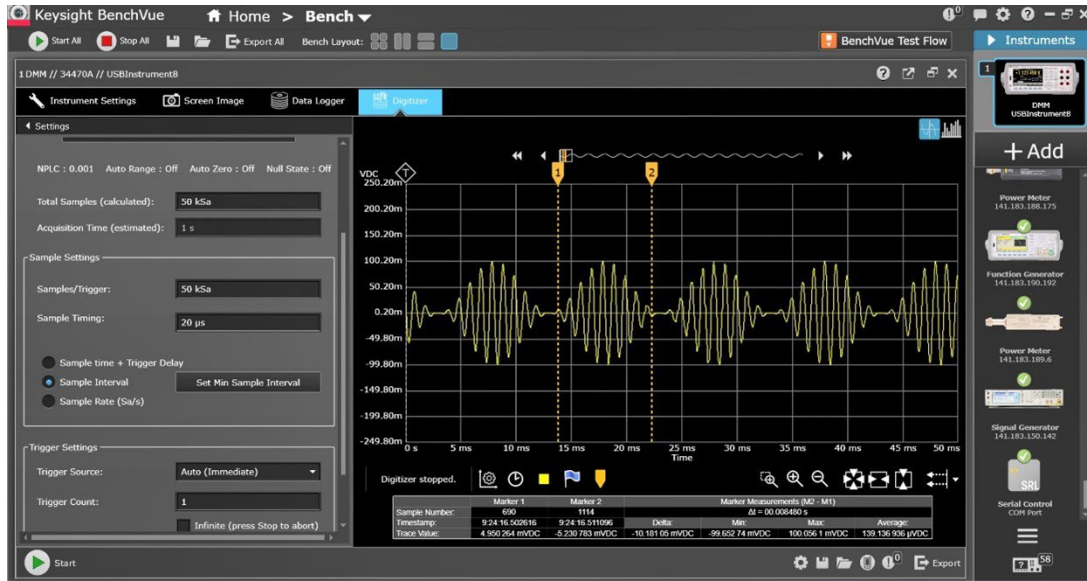 Keysight BenchVue
Home > Bench
0
Start All
Stop All
Export All
Bench Layout:
BenchVue Test Flow
Instruments
1 DMM // 34470A // USBInstrument8
Instrument Settings
Screen Image
Data Logger
Digitizer
Settings
NPLC : 0.001 Auto Range : Off Auto Zero : Off Null State : Off
Total Samples (calculated): 50 kSa
Acquisition Time (estimated): 1 s
Sample Settings
Samples/Trigger: 50 kSa
Sample Timing: 20 µs
Sample time + Trigger Delay
Sample Interval
Set Min Sample Interval
Sample Rate (Sa/s)
Trigger Settings
Trigger Source: Auto (Immediate)
Trigger Count: 1
Infinite (press Stop to abort)
Start
VDC
T
1
2
250.20m
200.20m
150.20m
100.20m
50.20m
0.20m
-49.80m
-99.80m
-149.80m
-199.80m
-249.80m
0 s 5 ms 10 ms 15 ms 20 ms 25 ms 30 ms 35 ms 40 ms 45 ms 50 ms
Time
Digitizer stopped.
Marker 1 Marker 2 Marker Measurements (M2 - M1)
Sample Number: 690 1114 Δt = 00.008480 s
Timestamp: 9:24:16.502616 9:24:16.511096 Delta: Min: Max: Average:
Trace Value: 4.950 264 mVDC -5.230 783 mVDC -10.181 05 mVDC -99.652 74 mVDC 100.056 1 mVDC 139.136 936 µVDC
0
Export
1
DMM
USBInstrument8
+ Add
Power Meter
141.183.188.175
Function Generator
141.183.190.192
Power Meter
141.183.189.6
Signal Generator
141.183.150.142
SRL
Serial Control
COM Port
?
58